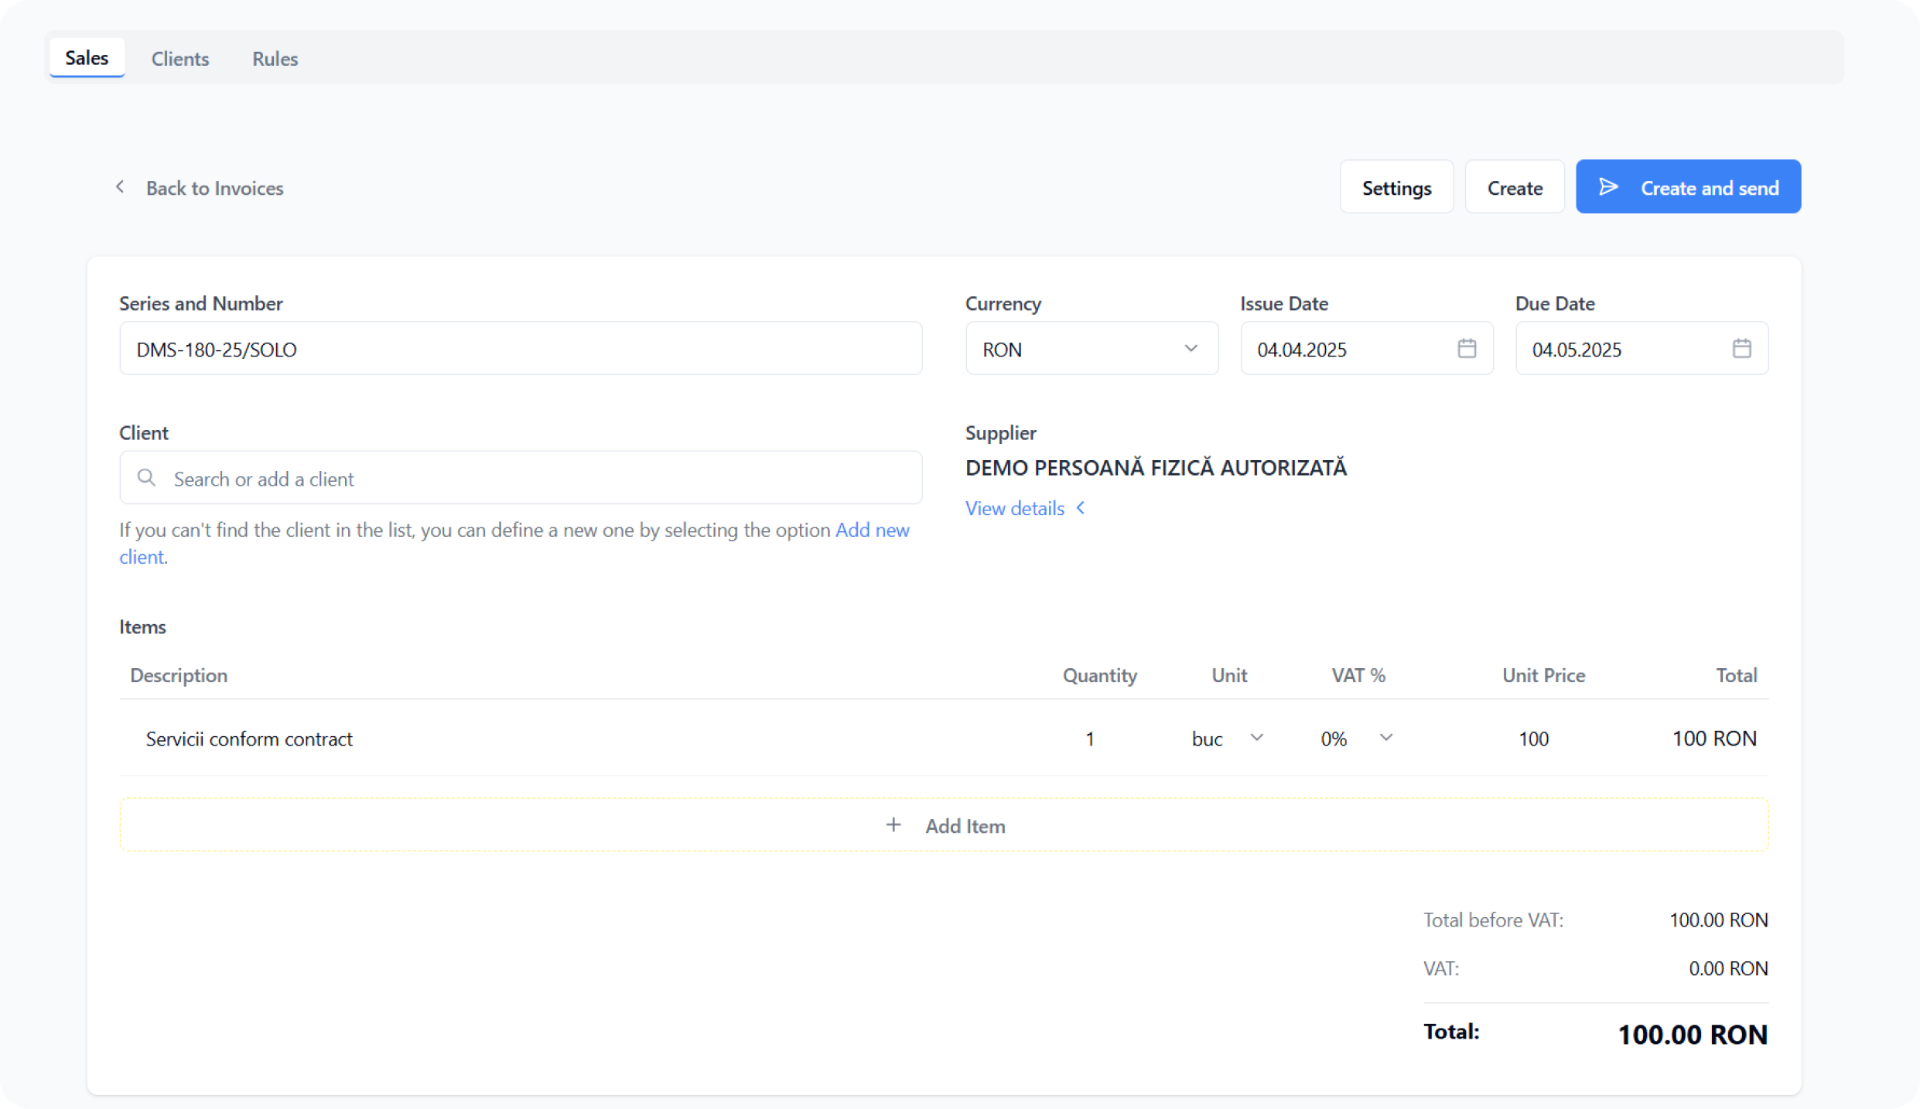 Sales Clients Rules
Back to Invoices Settings Create Create and send
Series and Number Currency Issue Date Due Date
DMS-180-25/SOLO RON 04.04.2025 04.05.2025
Client Supplier
Search or add a client DEMO PERSOANĂ FIZICĂ AUTORIZATĂ
View details
If you can't find the client in the list, you can define a new one by selecting the option Add new
client.
Items
Description Quantity Unit VAT % Unit Price Total
Servicii conform contract 1 buc 0% 100 100 RON
Add Item
Total before VAT: 100.00 RON
VAT: 0.00 RON
Total: 100.00 RON